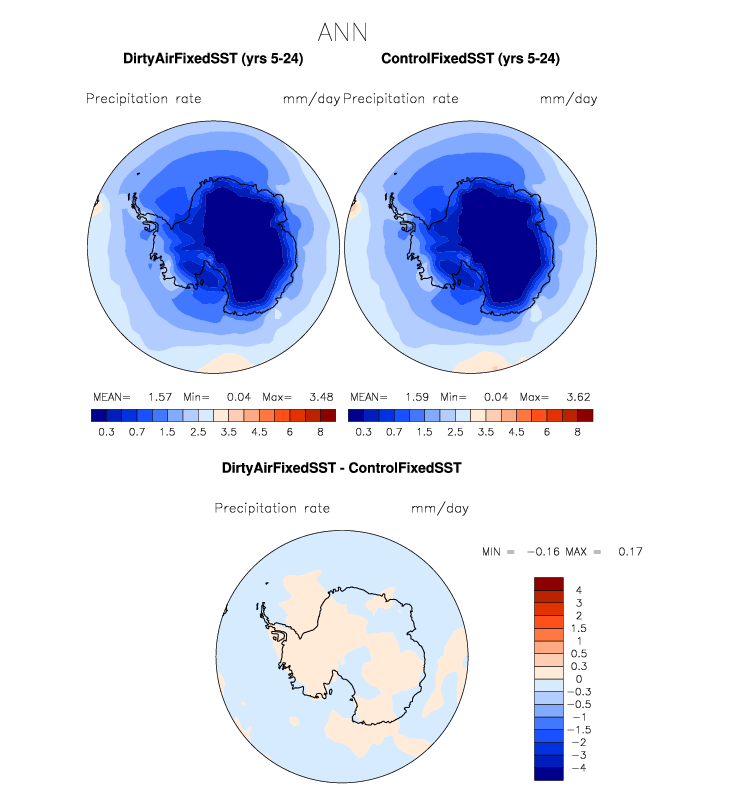 ANN
DirtyAirFixedSST (yrs 5-24) ControlFixedSST (yrs 5-24)
Precipitation rate mm/day Precipitation rate mm/day
MEAN= 1.57 Min= 0.04 Max= 3.48 MEAN= 1.59 Min= 0.04 Max= 3.62
0.3 0.7 1.5 2.5 3.5 4.5 6 8 0.3 0.7 1.5 2.5 3.5 4.5 6 8
DirtyAirFixedSST - ControlFixedSST
Precipitation rate mm/day
MIN = -0.16 MAX = 0.17
4
3
2
1.5
1
0.5
0.3
0
-0.3
-0.5
-1
-1.5
-2
-3
-4